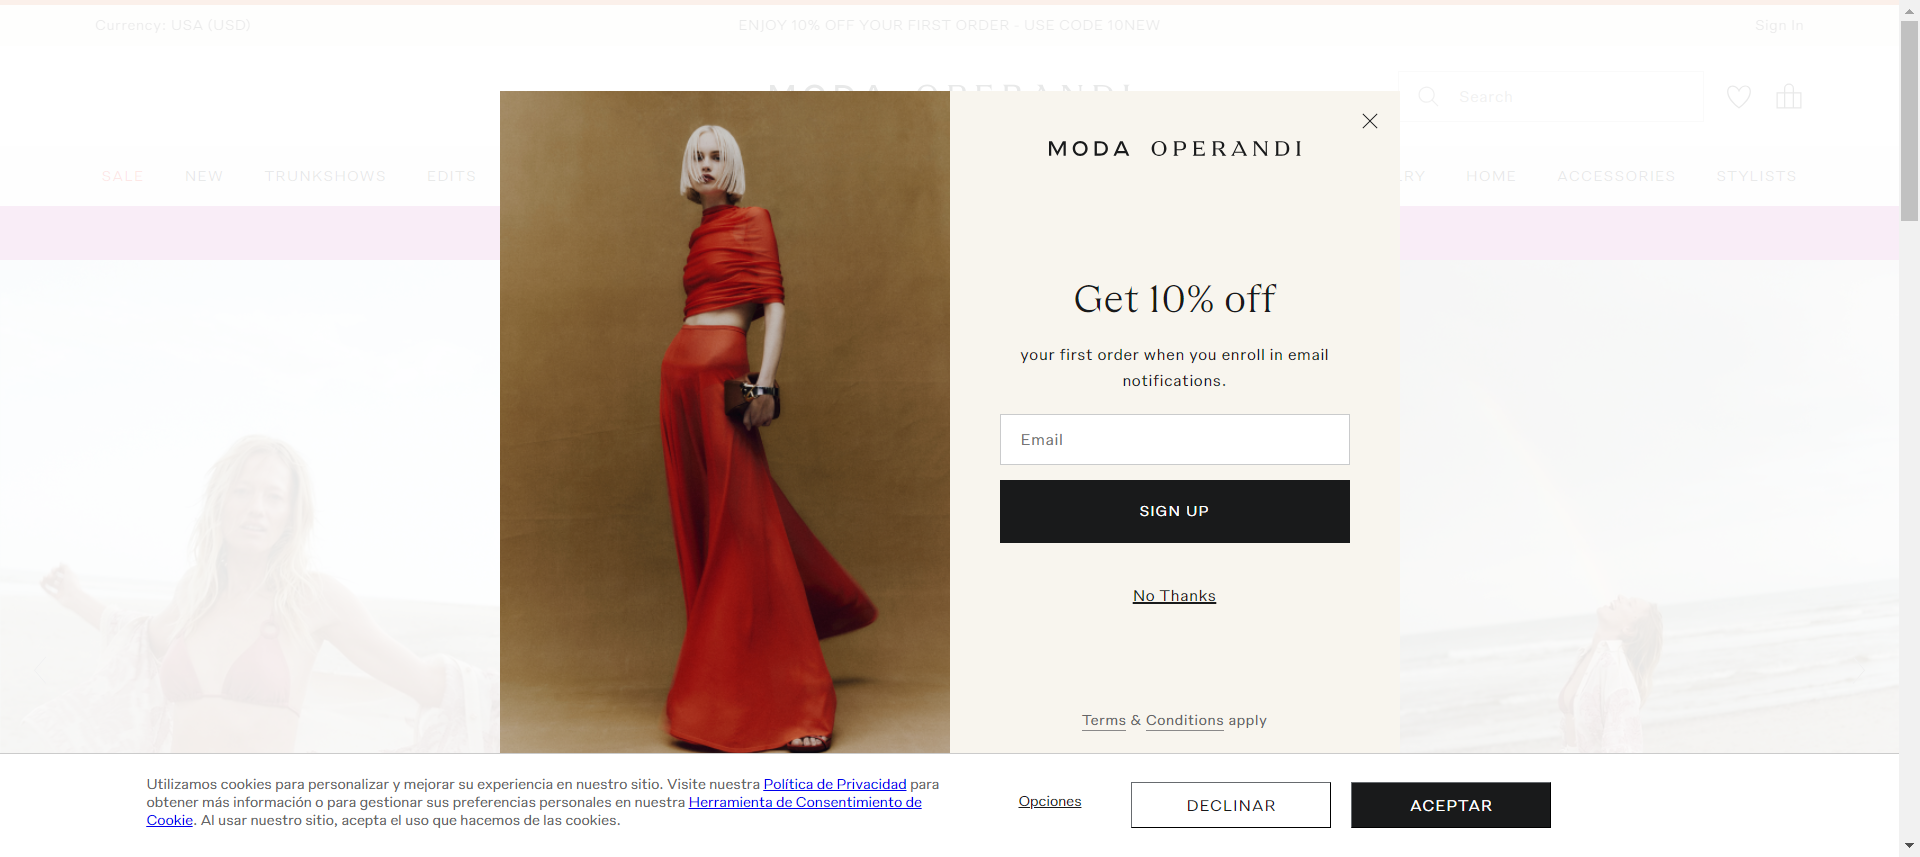 Currency: USA (USD)
ENJOY 10% OFF YOUR FIRST ORDER - USE CODE 10NEW
Sign In
MODA OPERANDI
Search
SALE
NEW
TRUNKSHOWS
EDITS
HOME
ACCESSORIES
STYLISTS
MODA OPERANDI
Get 10% off
your first order when you enroll in email
notifications.
Email
SIGN UP
No Thanks
Terms & Conditions apply
Utilizamos cookies para personalizar y mejorar su experiencia en nuestro sitio. Visite nuestra Política de Privacidad para
obtener más información o para gestionar sus preferencias personales en nuestra Herramienta de Consentimiento de
Cookie. Al usar nuestro sitio, acepta el uso que hacemos de las cookies.
Opciones
DECLINAR
ACEPTAR